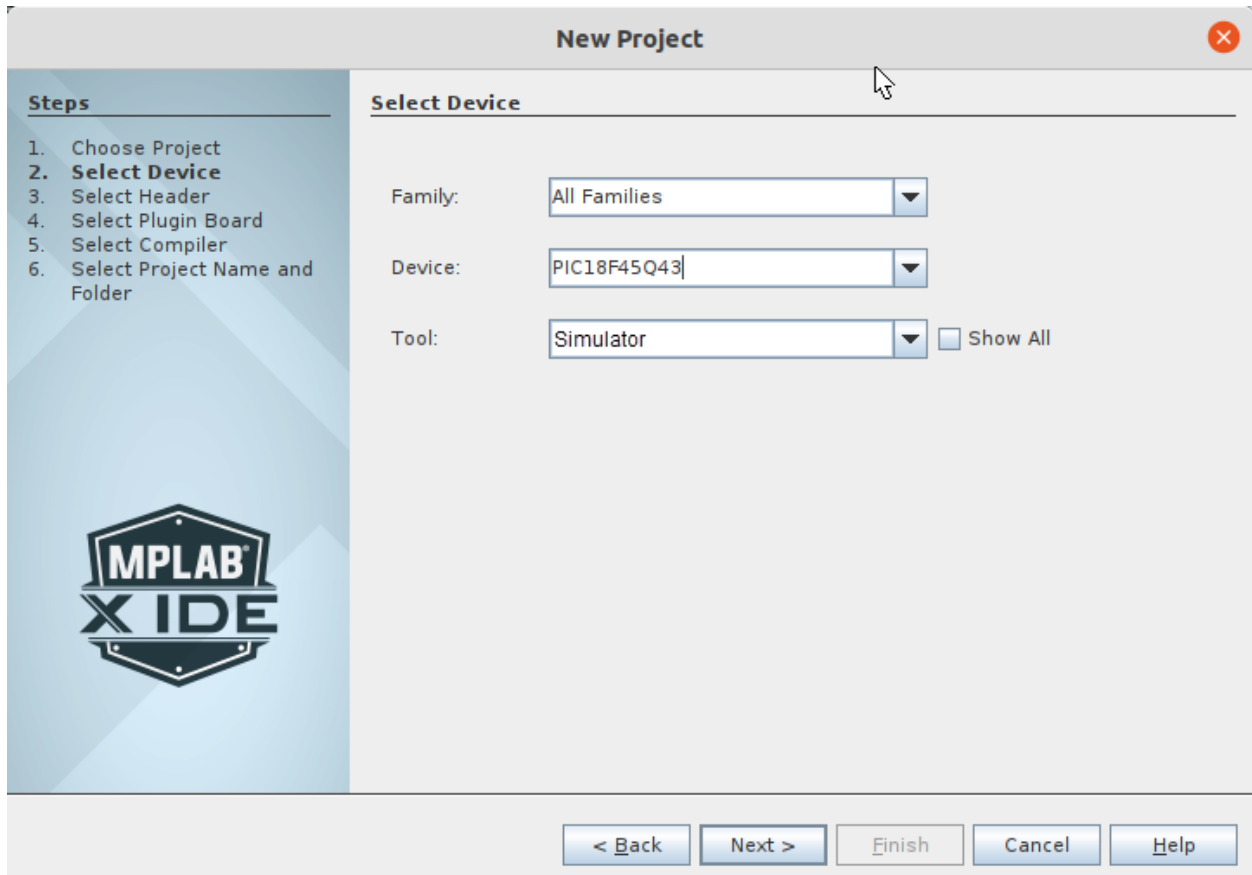 New Project
Steps
1. Choose Project
2. Select Device
3. Select Header
4. Select Plugin Board
5. Select Compiler
6. Select Project Name and
Folder
MPLAB®
X IDE
Select Device
Family: All Families
Device: PIC18F45Q43
Tool: Simulator Show All
< Back Next > Finish Cancel Help